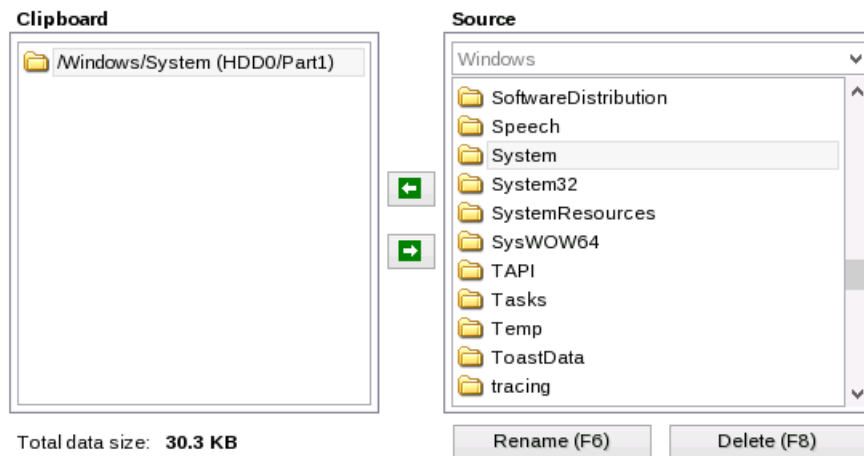 Clipboard
/Windows/System (HDD0/Part1)
Total data size: 30.3 KB
Source
Windows
SoftwareDistribution
Speech
System
System32
SystemResources
SysWOW64
TAPI
Tasks
Temp
ToastData
tracing
Rename (F6)
Delete (F8)